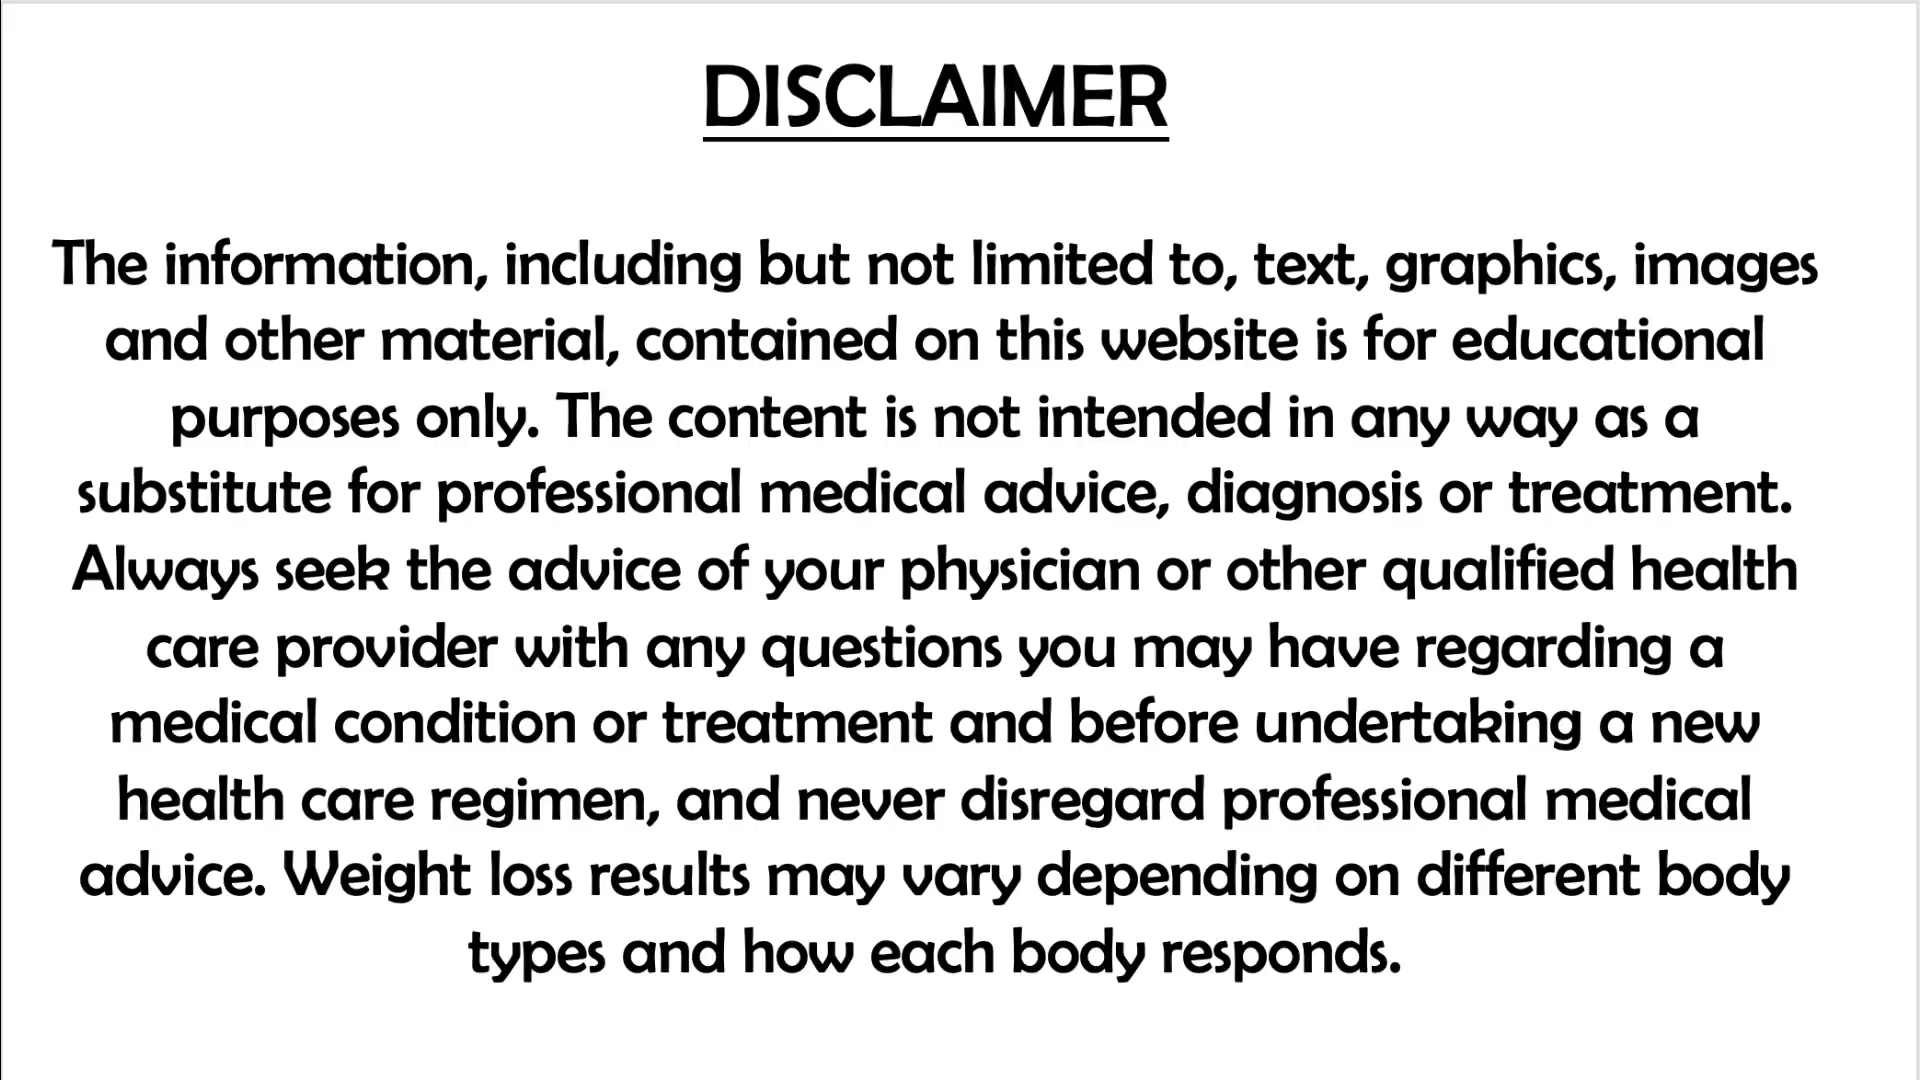 DISCLAIMER
The information, including but not limited to, text, graphics, images
and other material, contained on this website is for educational
purposes only. The content is not intended in any way as a
substitute for professional medical advice, diagnosis or treatment.
Always seek the advice of your physician or other qualified health
care provider with any questions you may have regarding a
medical condition or treatment and before undertaking a new
health care regimen, and never disregard professional medical
advice. Weight loss results may vary depending on different body
types and how each body responds.